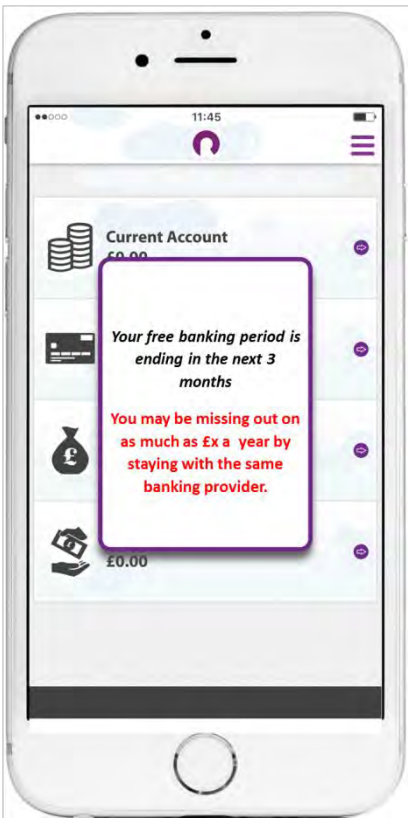 11:45
Current Account
£0.00
Your free banking period is
ending in the next 3
months
You may be missing out on
as much as £x a  year by
staying with the same
banking provider.
£
£0.00